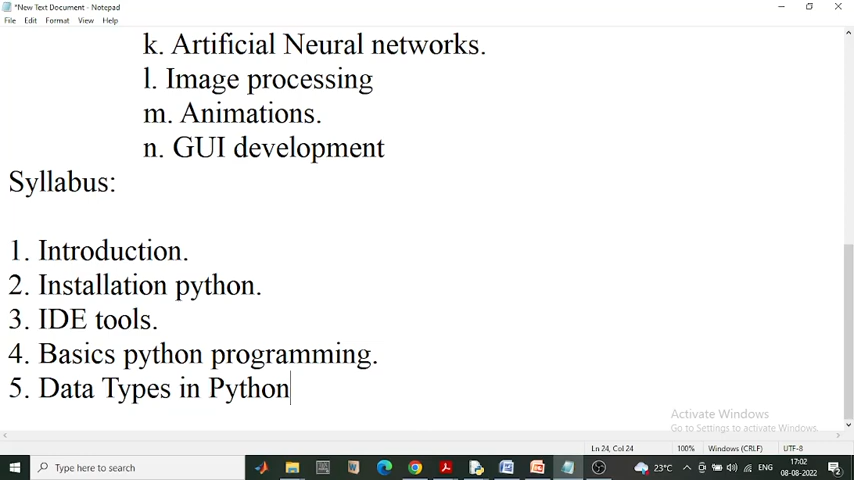 *New Text Document - Notepad
File Edit Format View Help
k. Artificial Neural networks.
l. Image processing
m. Animations.
n. GUI development
Syllabus:
1. Introduction.
2. Installation python.
3. IDE tools.
4. Basics python programming.
5. Data Types in Python
Activate Windows
Go to Settings to activate Windows.
Ln 24, Col 24 100% Windows (CRLF) UTF-8
Type here to search 23°C ENG 17:02
08-08-2022 2